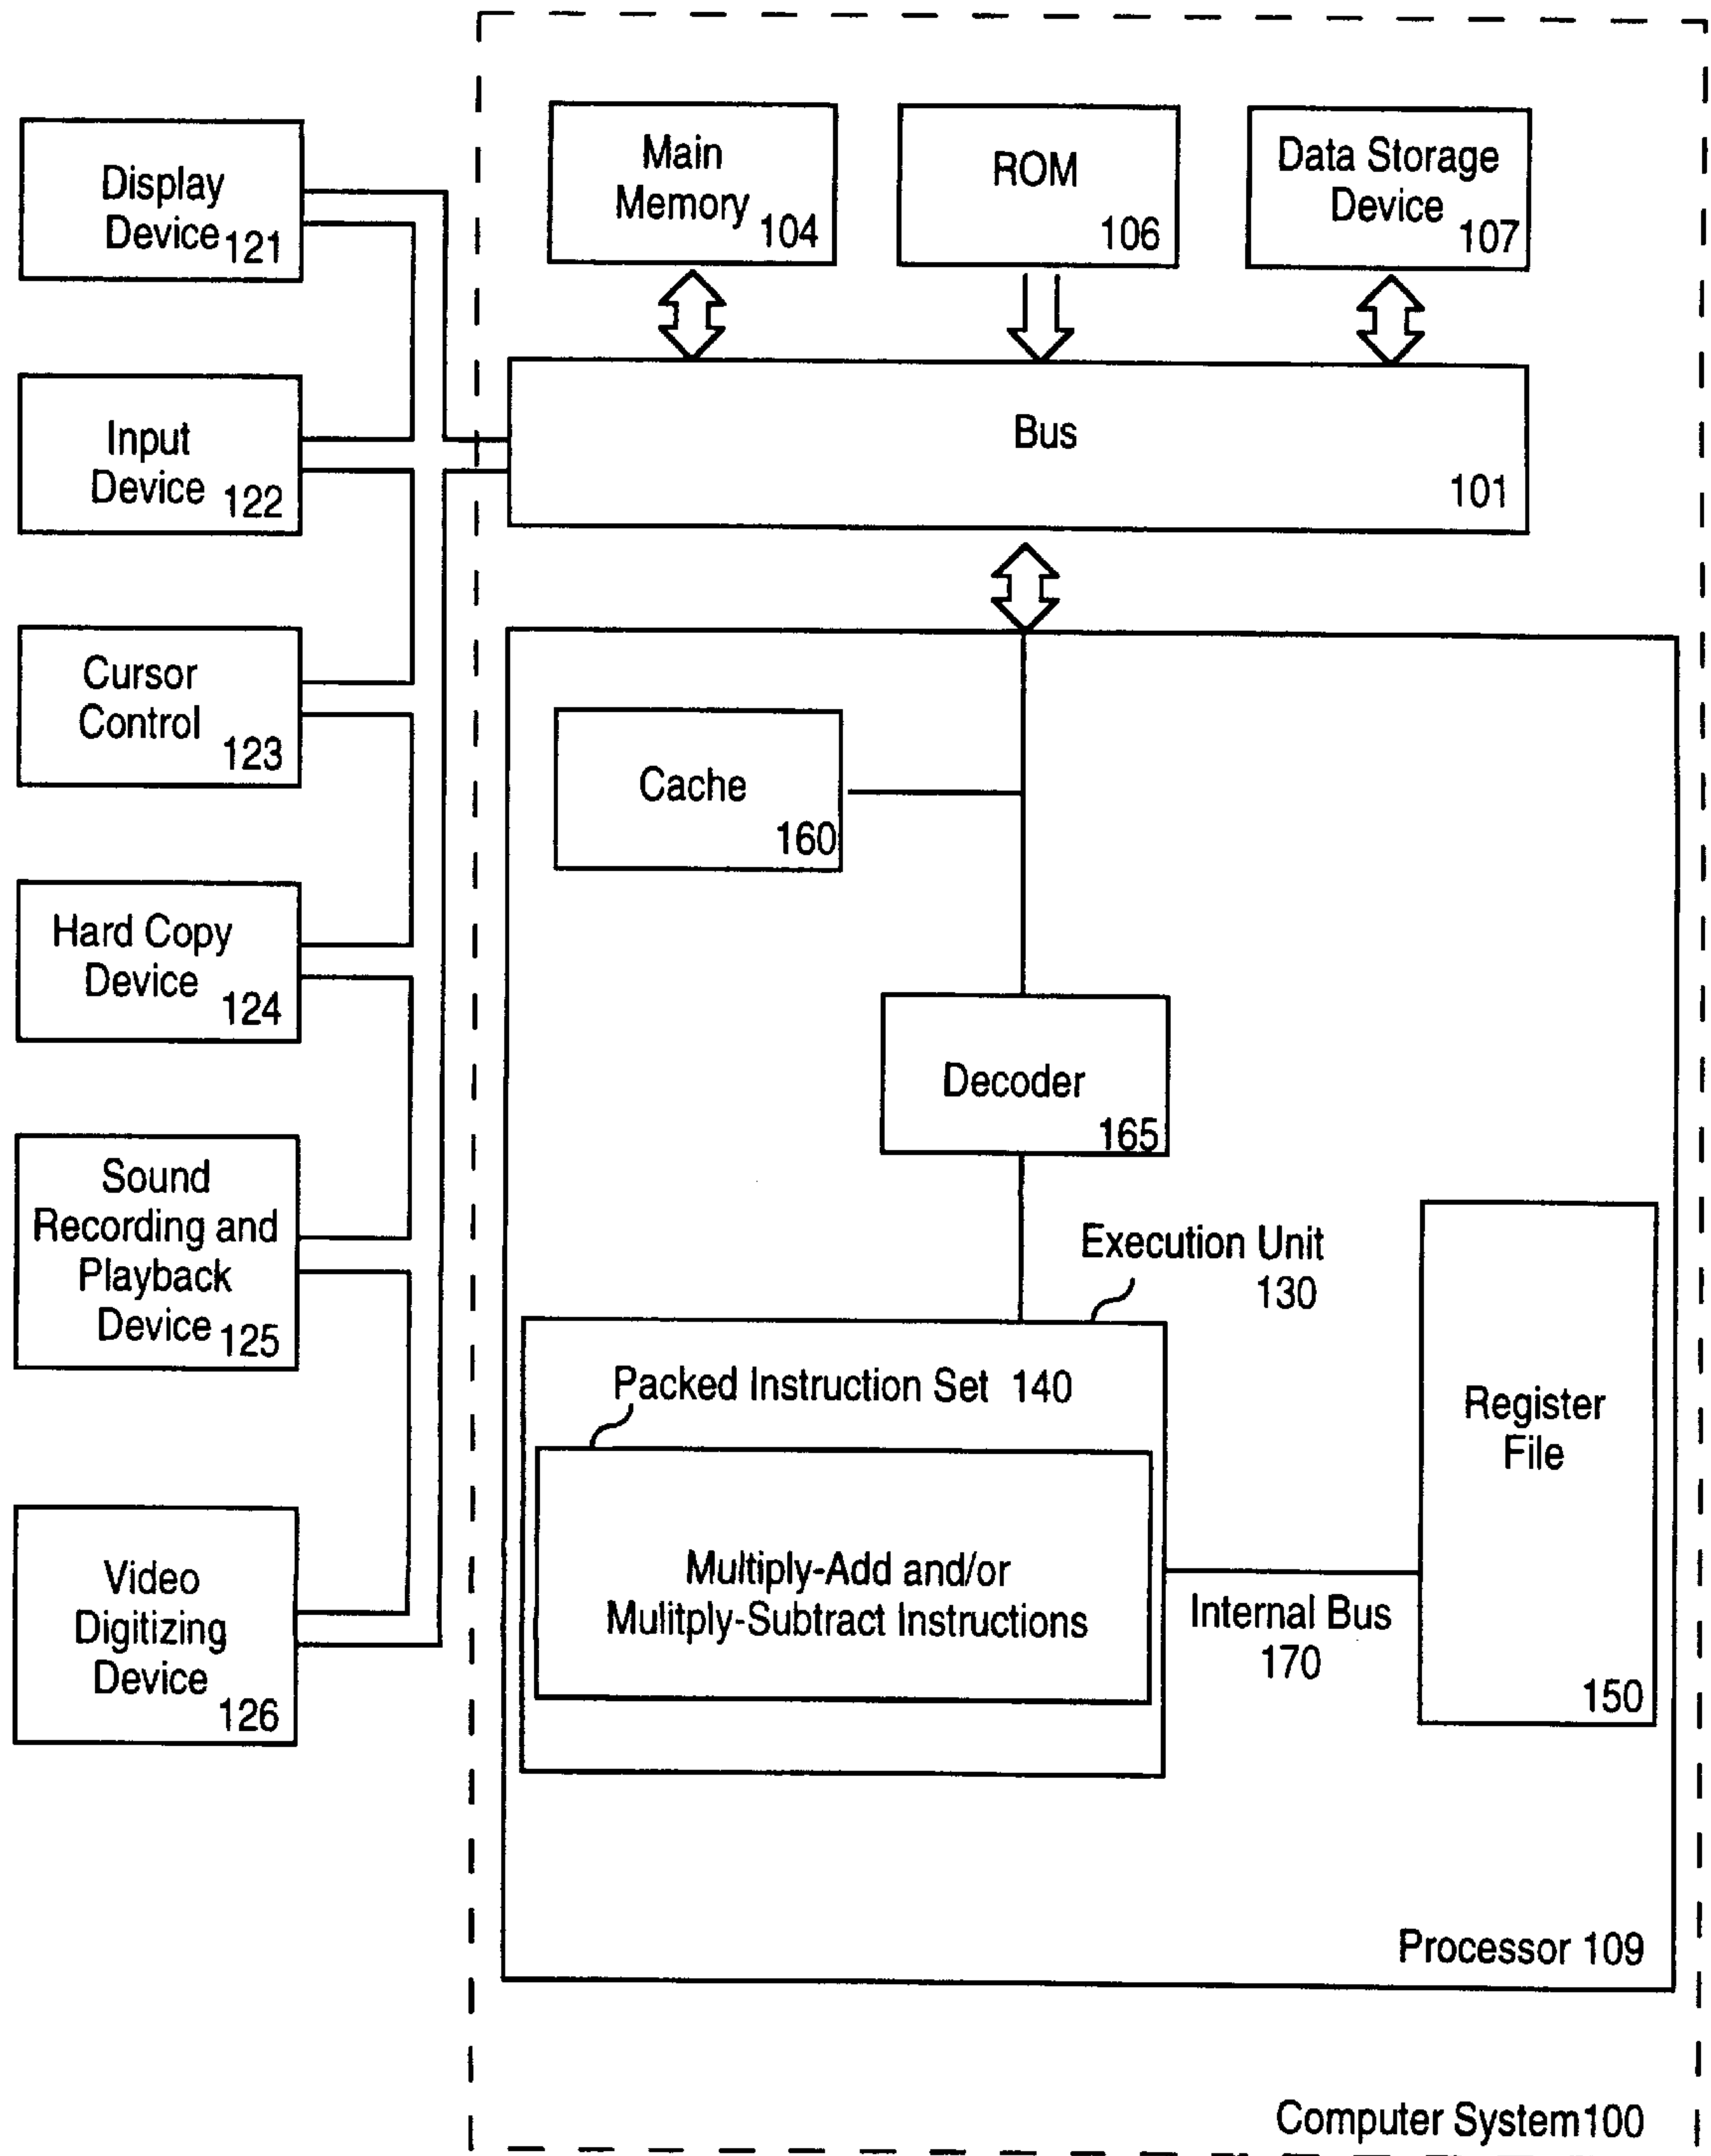 Display
Device 121
Input
Device 122
Cursor
Control 123
Hard Copy
Device 124
Sound
Recording and
Playback
Device 125
Video
Digitizing
Device 126
Main
Memory 104
ROM
106
Data Storage
Device 107
Bus
101
Cache
160
Decoder
165
Execution Unit
130
Packed Instruction Set 140
Multiply-Add and/or
Mulitply-Subtract Instructions
Internal Bus
170
Register
File
150
Processor 109
Computer System100